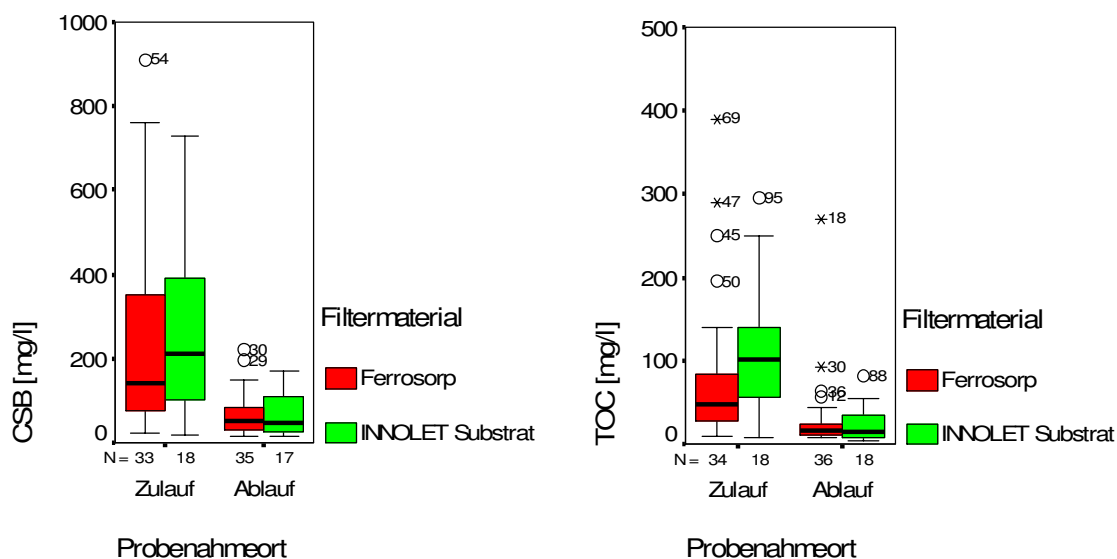 CSB [mg/l]
1000
800
600
400
200
0
54
30
29
N = 33 18 35 17
Zulauf Ablauf
Probenahmeort
Filtermaterial
Ferrosorp
INNOLET Substrat
TOC [mg/l]
500
400
300
200
100
0
69
47
45
50
95
18
30
36
12
88
N = 34 18 36 18
Zulauf Ablauf
Probenahmeort
Filtermaterial
Ferrosorp
INNOLET Substrat